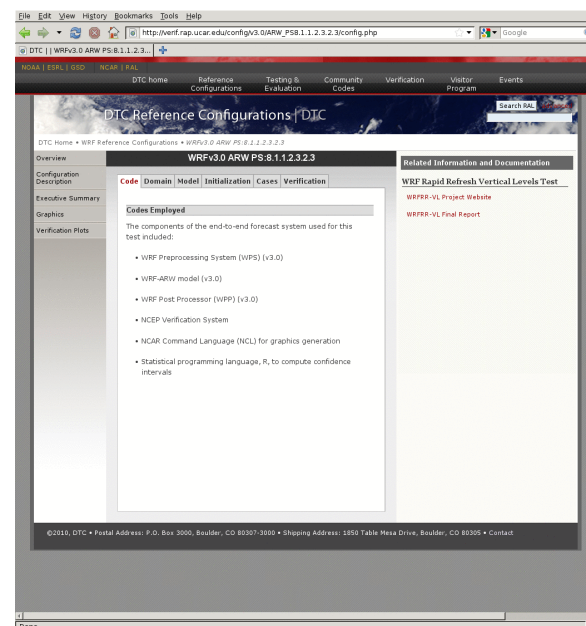 File Edit View History Bookmarks Tools Help
http://verif.rap.ucar.edu/config/v3.0/ARW_PS8.1.1.2.3.2.3/config.php
Google
DTC | | WRFv3.0 ARW PS:8.1.1.2.3...
NOAA | ESRL | GSD NCAR | RAL
DTC home Reference Configurations Testing & Evaluation Community Codes Verification Visitor Program Events
Search RAL
DTC Reference Configurations | DTC
DTC Home • WRF Reference Configurations • WRFv3.0 ARW PS:8.1.1.2.3.2.3
Overview
Configuration Description
Executive Summary
Graphics
Verification Plots
WRFv3.0 ARW PS:8.1.1.2.3.2.3
Code Domain Model Initialization Cases Verification
Codes Employed
The components of the end-to-end forecast system used for this
test included:
• WRF Preprocessing System (WPS) (v3.0)
• WRF-ARW model (v3.0)
• WRF Post Processor (WPP) (v3.0)
• NCEP Verification System
• NCAR Command Language (NCL) for graphics generation
• Statistical programming language, R, to compute confidence
intervals
Related Information and Documentation
WRF Rapid Refresh Vertical Levels Test
WRFRR-VL Project Website
WRFRR-VL Final Report
©2010, DTC • Postal Address: P.O. Box 3000, Boulder, CO 80307-3000 • Shipping Address: 1850 Table Mesa Drive, Boulder, CO 80305 • Contact
Done